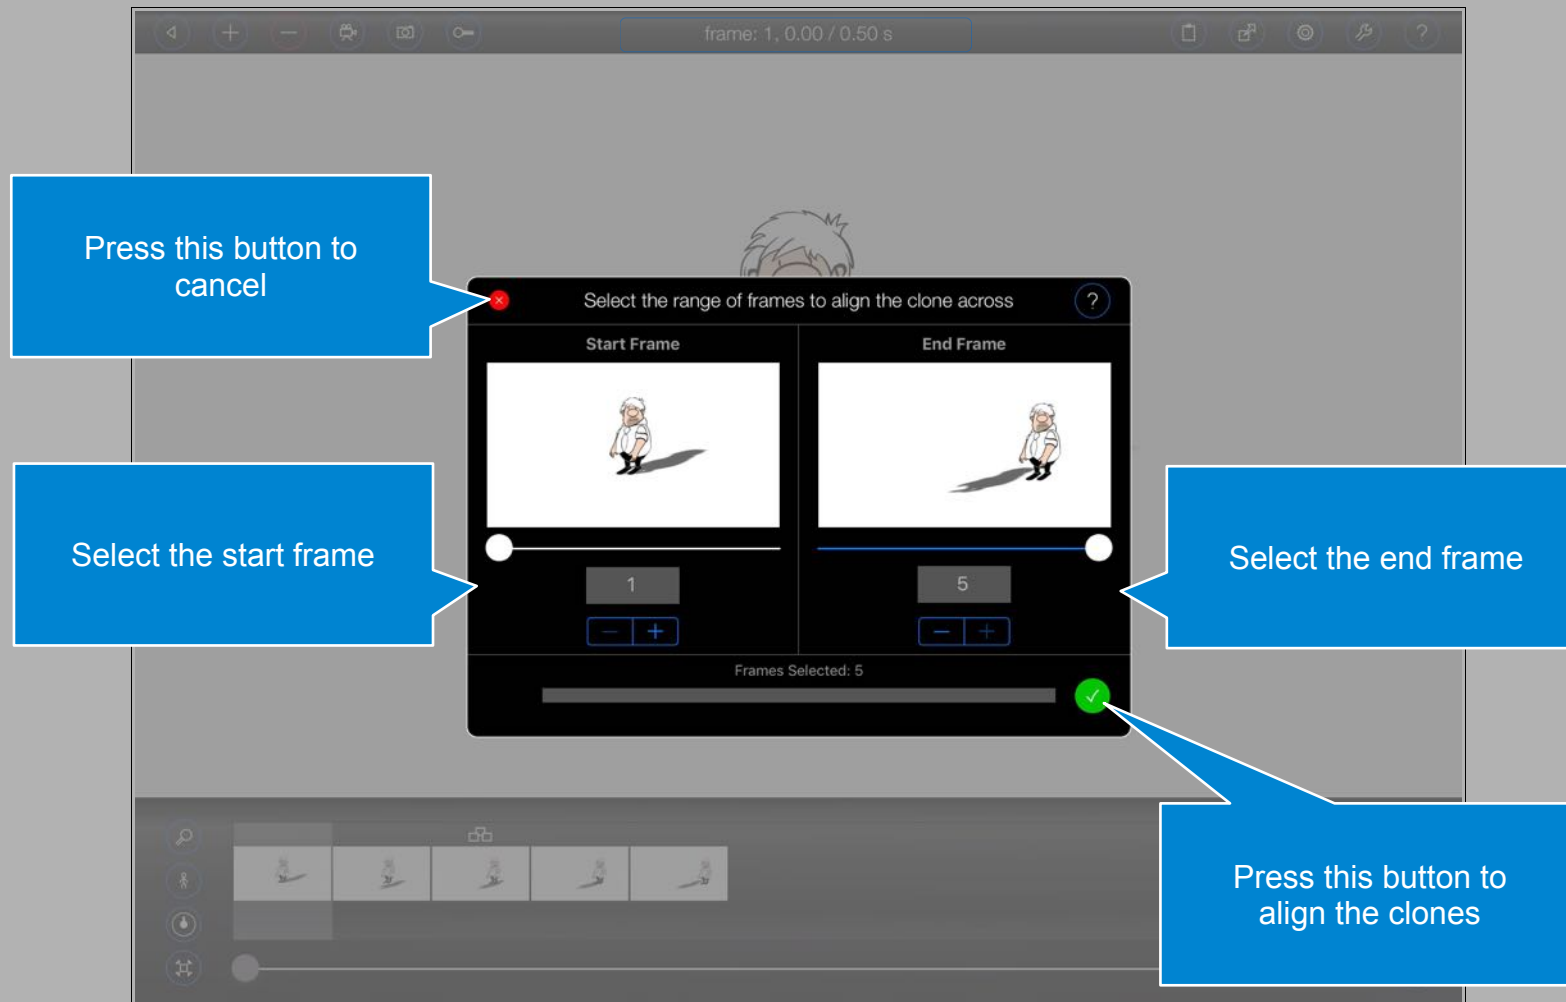 frame: 1, 0.00 / 0.50 s
?
Press this button to
cancel
Select the range of frames to align the clone across
?
Start Frame
End Frame
Select the start frame
Select the end frame
1
5
Frames Selected: 5
Press this button to
align the clones